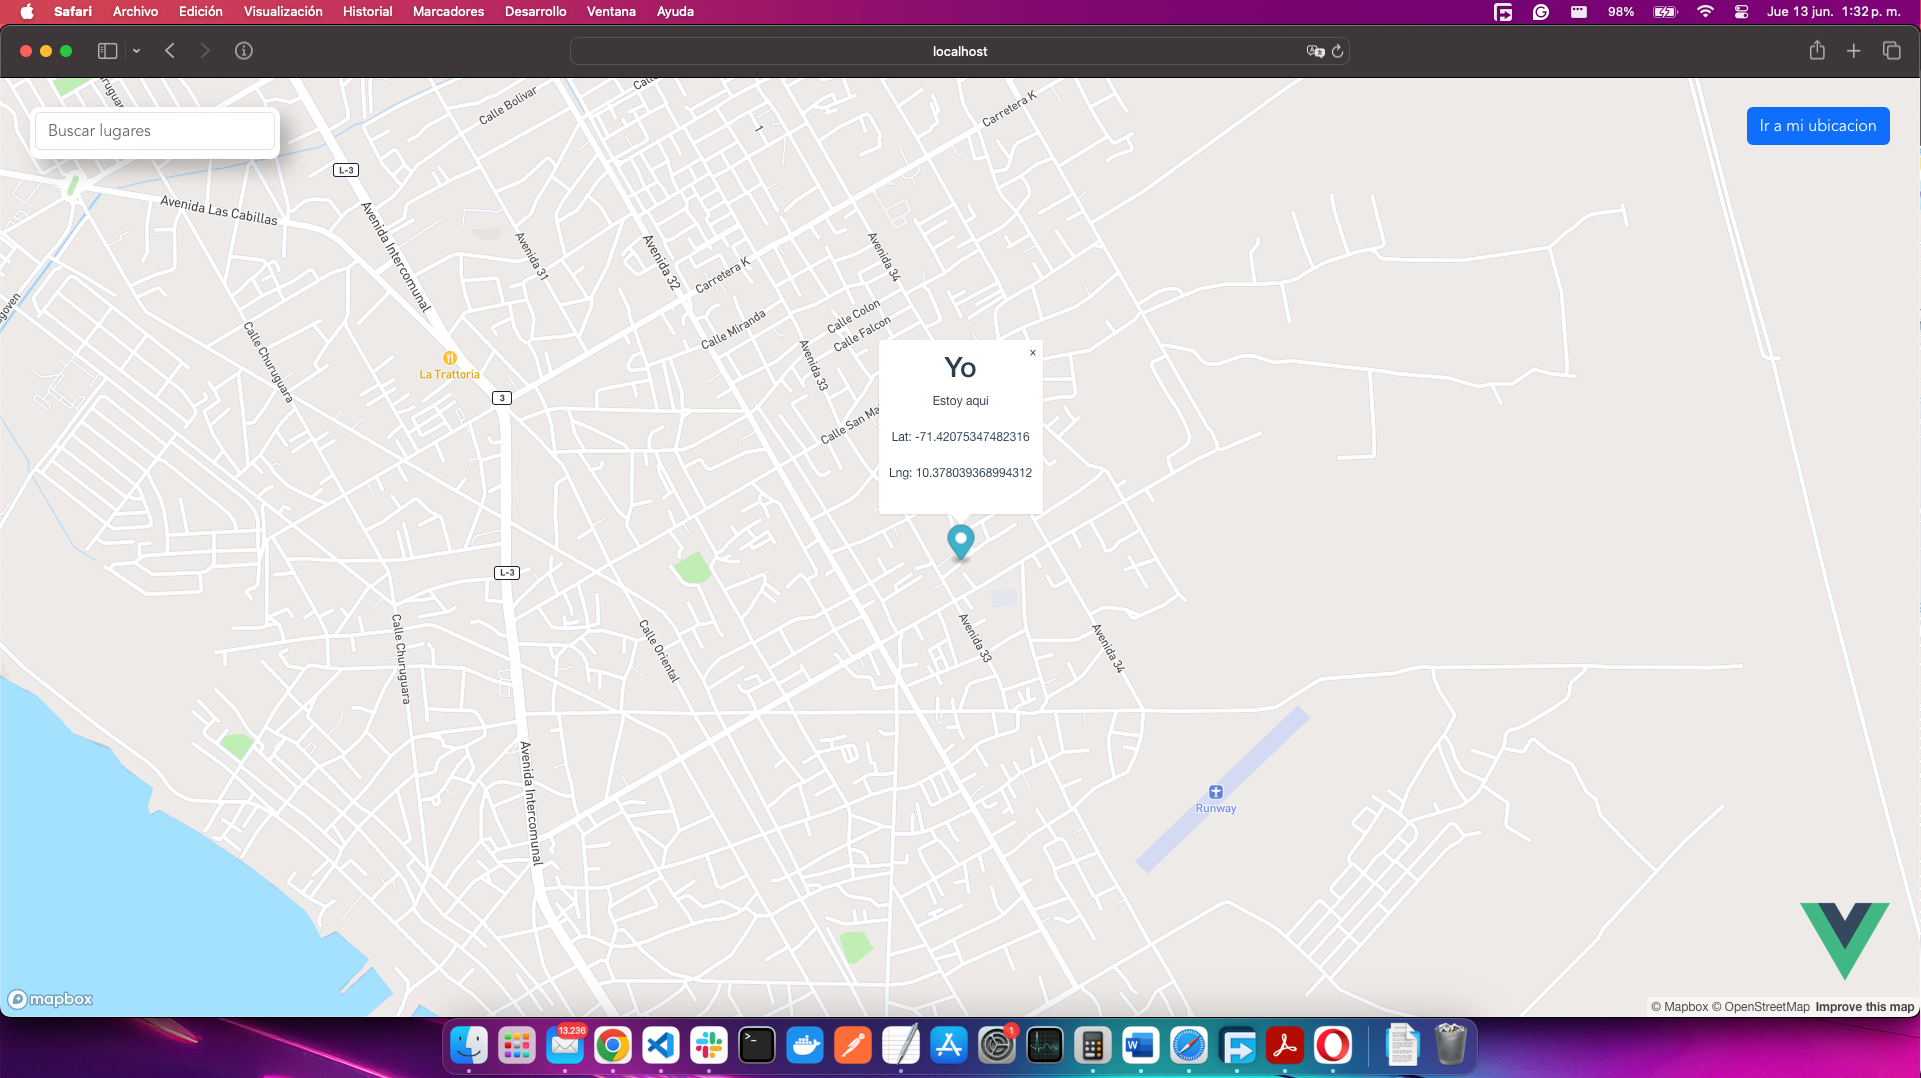 Safari Archivo Edición Visualización Historial Marcadores Desarrollo Ventana Ayuda
98% Jue 13 jun. 1:32 p. m.
localhost
Buscar lugares
Ir a mi ubicacion
Calle Bolivar
Carretera K
L-3
Avenida Las Cabillas
Avenida Intercomunal
Avenida 31
Avenida 32
Carretera K
Avenida 34
Calle Colon
Calle Falcon
Calle Miranda
Avenida 33
Calle Churuguara
La Trattoria
3
Calle San Ma
Yo
×
Estoy aqui
Lat: -71.42075347482316
Lng: 10.378039368994312
L-3
Calle Churuguara
Calle Oriental
Avenida 33
Avenida 34
Avenida Intercomunal
Runway
mapbox
© Mapbox © OpenStreetMap Improve this map
13.236
1